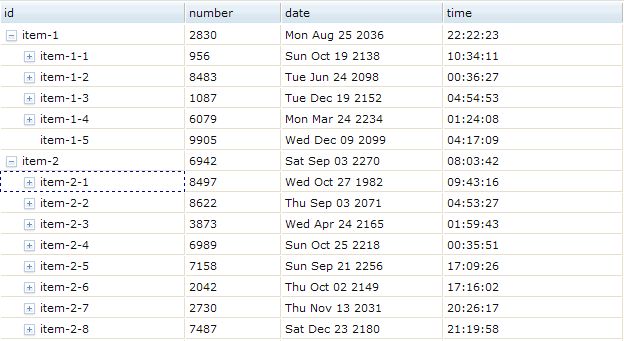 id number date time
item-1 2830 Mon Aug 25 2036 22:22:23
item-1-1 956 Sun Oct 19 2138 10:34:11
item-1-2 8483 Tue Jun 24 2098 00:36:27
item-1-3 1087 Tue Dec 19 2152 04:54:53
item-1-4 6079 Mon Mar 24 2234 01:24:08
item-1-5 9905 Wed Dec 09 2099 04:17:09
item-2 6942 Sat Sep 03 2270 08:03:42
item-2-1 8497 Wed Oct 27 1982 09:43:16
item-2-2 8622 Thu Sep 03 2071 04:53:27
item-2-3 3873 Wed Apr 24 2165 01:59:43
item-2-4 6989 Sun Oct 25 2218 00:35:51
item-2-5 7158 Sun Sep 21 2256 17:09:26
item-2-6 2042 Thu Oct 02 2149 17:16:02
item-2-7 2730 Thu Nov 13 2031 20:26:17
item-2-8 7487 Sat Dec 23 2180 21:19:58